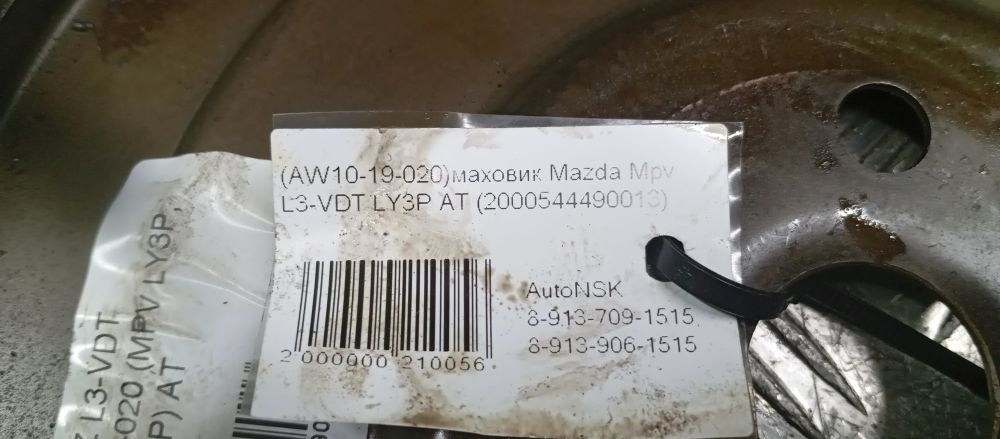 (AW10-19-020)маховик Mazda Mpv
L3-VDT LY3P AT (2000544490013)
AutoNSK
8-913-709-1515
8-913-906-1515
2 000000 210056
L3-VDT
-020 (MPV LY3P,
P) AT